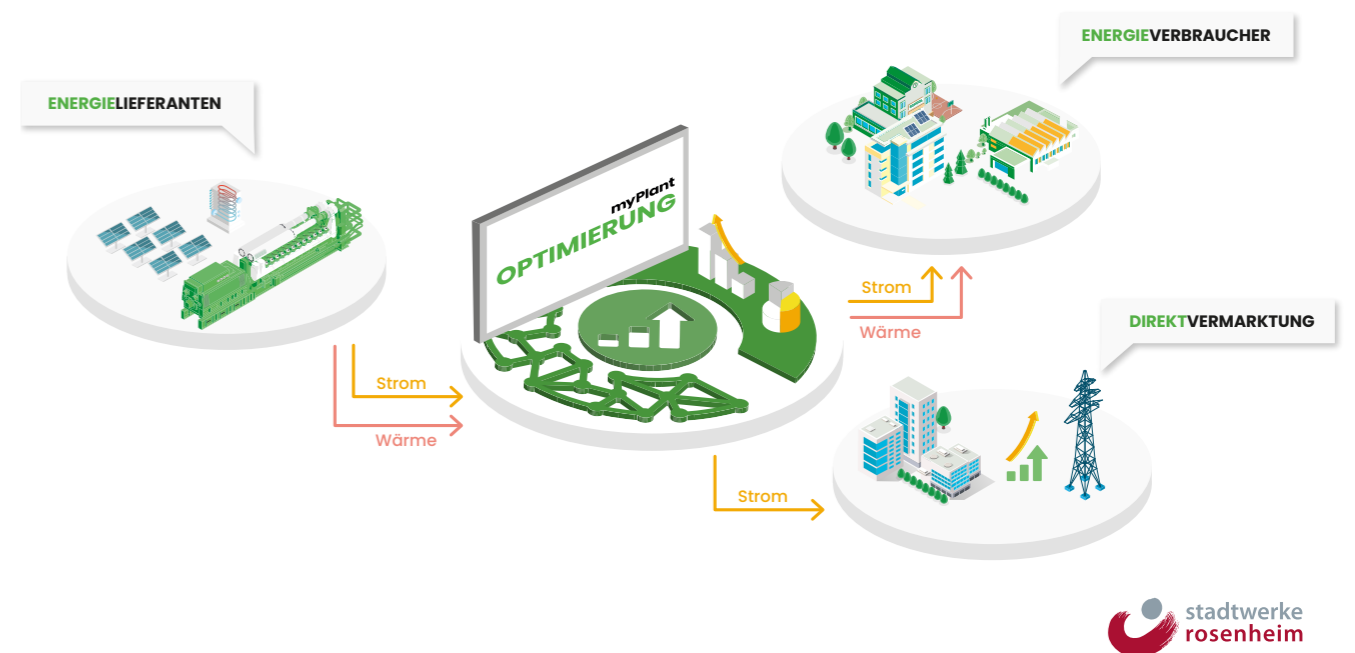 ENERGIEVERBRAUCHER
ENERGIELIEFERANTEN
myPlant
OPTIMIERUNG
Strom
Wärme
DIREKTVERMARKTUNG
Strom
Wärme
Strom
stadtwerke
rosenheim